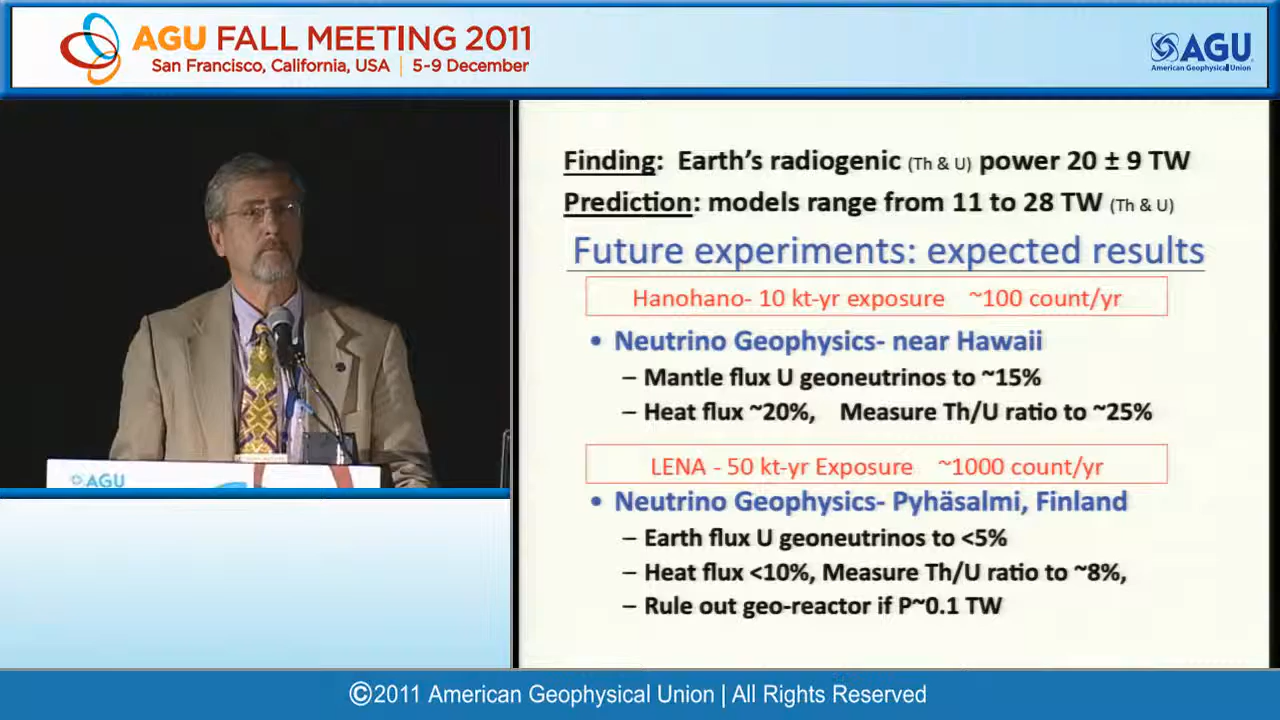 AGU FALL MEETING 2011
San Francisco, California, USA | 5-9 December
AGU
American Geophysical Union
Finding: Earth's radiogenic (Th & U) power 20 ± 9 TW
Prediction: models range from 11 to 28 TW (Th & U)
Future experiments: expected results
Hanohano- 10 kt-yr exposure ~100 count/yr
• Neutrino Geophysics- near Hawaii
– Mantle flux U geoneutrinos to ~15%
– Heat flux ~20%, Measure Th/U ratio to ~25%
LENA - 50 kt-yr Exposure ~1000 count/yr
• Neutrino Geophysics- Pyhäsalmi, Finland
– Earth flux U geoneutrinos to <5%
– Heat flux <10%, Measure Th/U ratio to ~8%,
– Rule out geo-reactor if P~0.1 TW
AGU
©2011 American Geophysical Union | All Rights Reserved